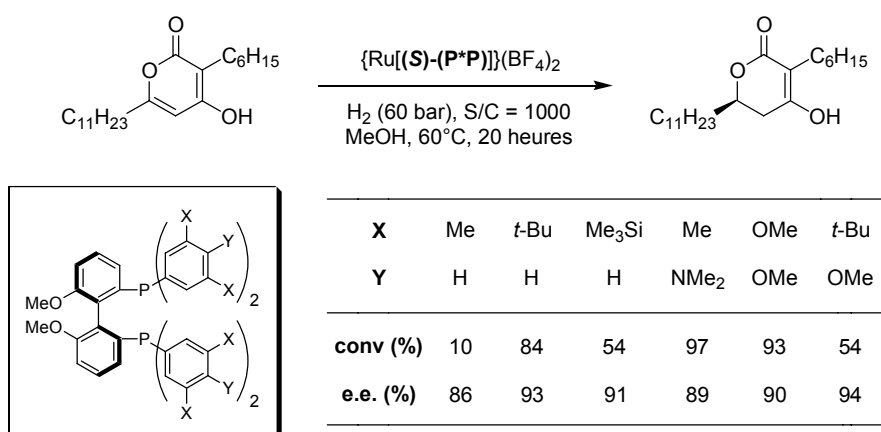 O
O
C6H15
C11H23
OH
{Ru[(S)-(P*P)]}(BF4)2
H2 (60 bar), S/C = 1000
MeOH, 60°C, 20 heures
O
O
C6H15
C11H23
OH
X
Y
X
P
2
MeO
MeO
P
X
Y
X
2
X Me t-Bu Me3Si Me OMe t-Bu
Y H H H NMe2 OMe OMe
conv (%) 10 84 54 97 93 54
e.e. (%) 86 93 91 89 90 94